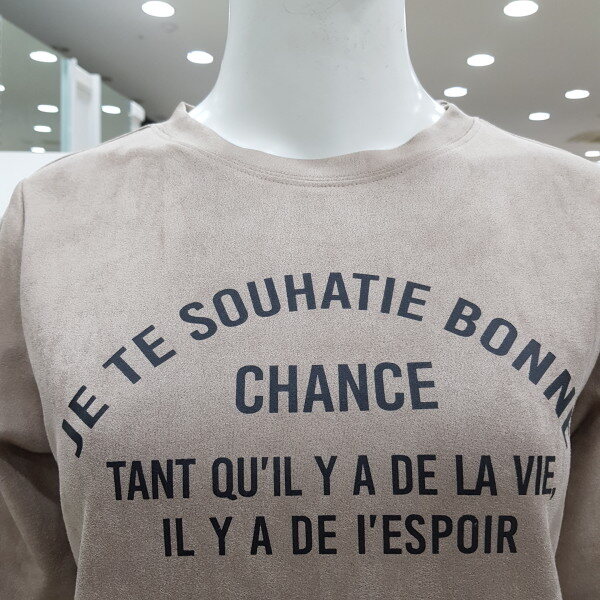 JE TE SOUHATIE BONNE
CHANCE
TANT QU'IL Y A DE LA VIE,
IL Y A DE I'ESPOIR